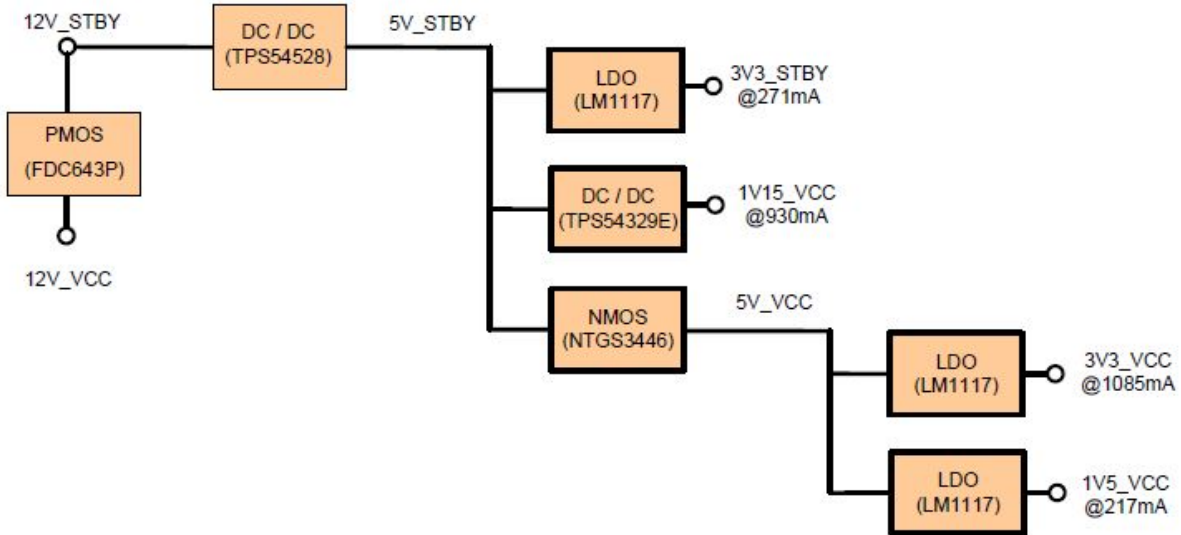 12V_STBY
DC / DC
(TPS54528)
5V_STBY
LDO
(LM1117)
3V3_STBY
@271mA
PMOS
(FDC643P)
DC / DC
(TPS54329E)
1V15_VCC
@930mA
12V_VCC
NMOS
(NTGS3446)
5V_VCC
LDO
(LM1117)
3V3_VCC
@1085mA
LDO
(LM1117)
1V5_VCC
@217mA